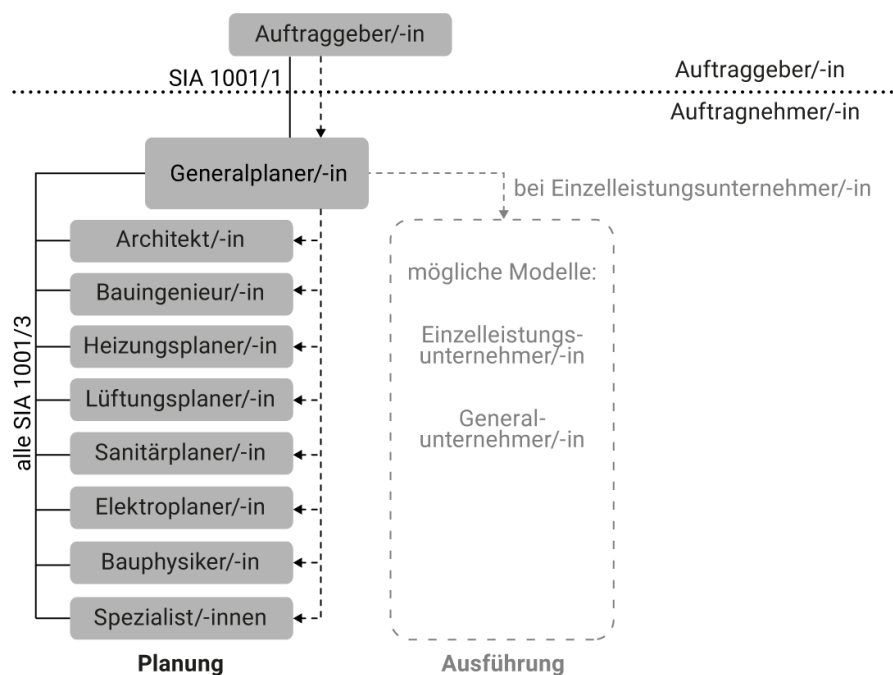 Auftraggeber/-in
SIA 1001/1
Auftraggeber/-in
Auftragnehmer/-in
Generalplaner/-in
bei Einzelleistungsunternehmer/-in
Architekt/-in
Bauingenieur/-in
Heizungsplaner/-in
Lüftungsplaner/-in
Sanitärplaner/-in
Elektroplaner/-in
Bauphysiker/-in
Spezialist/-innen
alle SIA 1001/3
mögliche Modelle:
Einzelleistungs-
unternehmer/-in
General-
unternehmer/-in
Planung
Ausführung